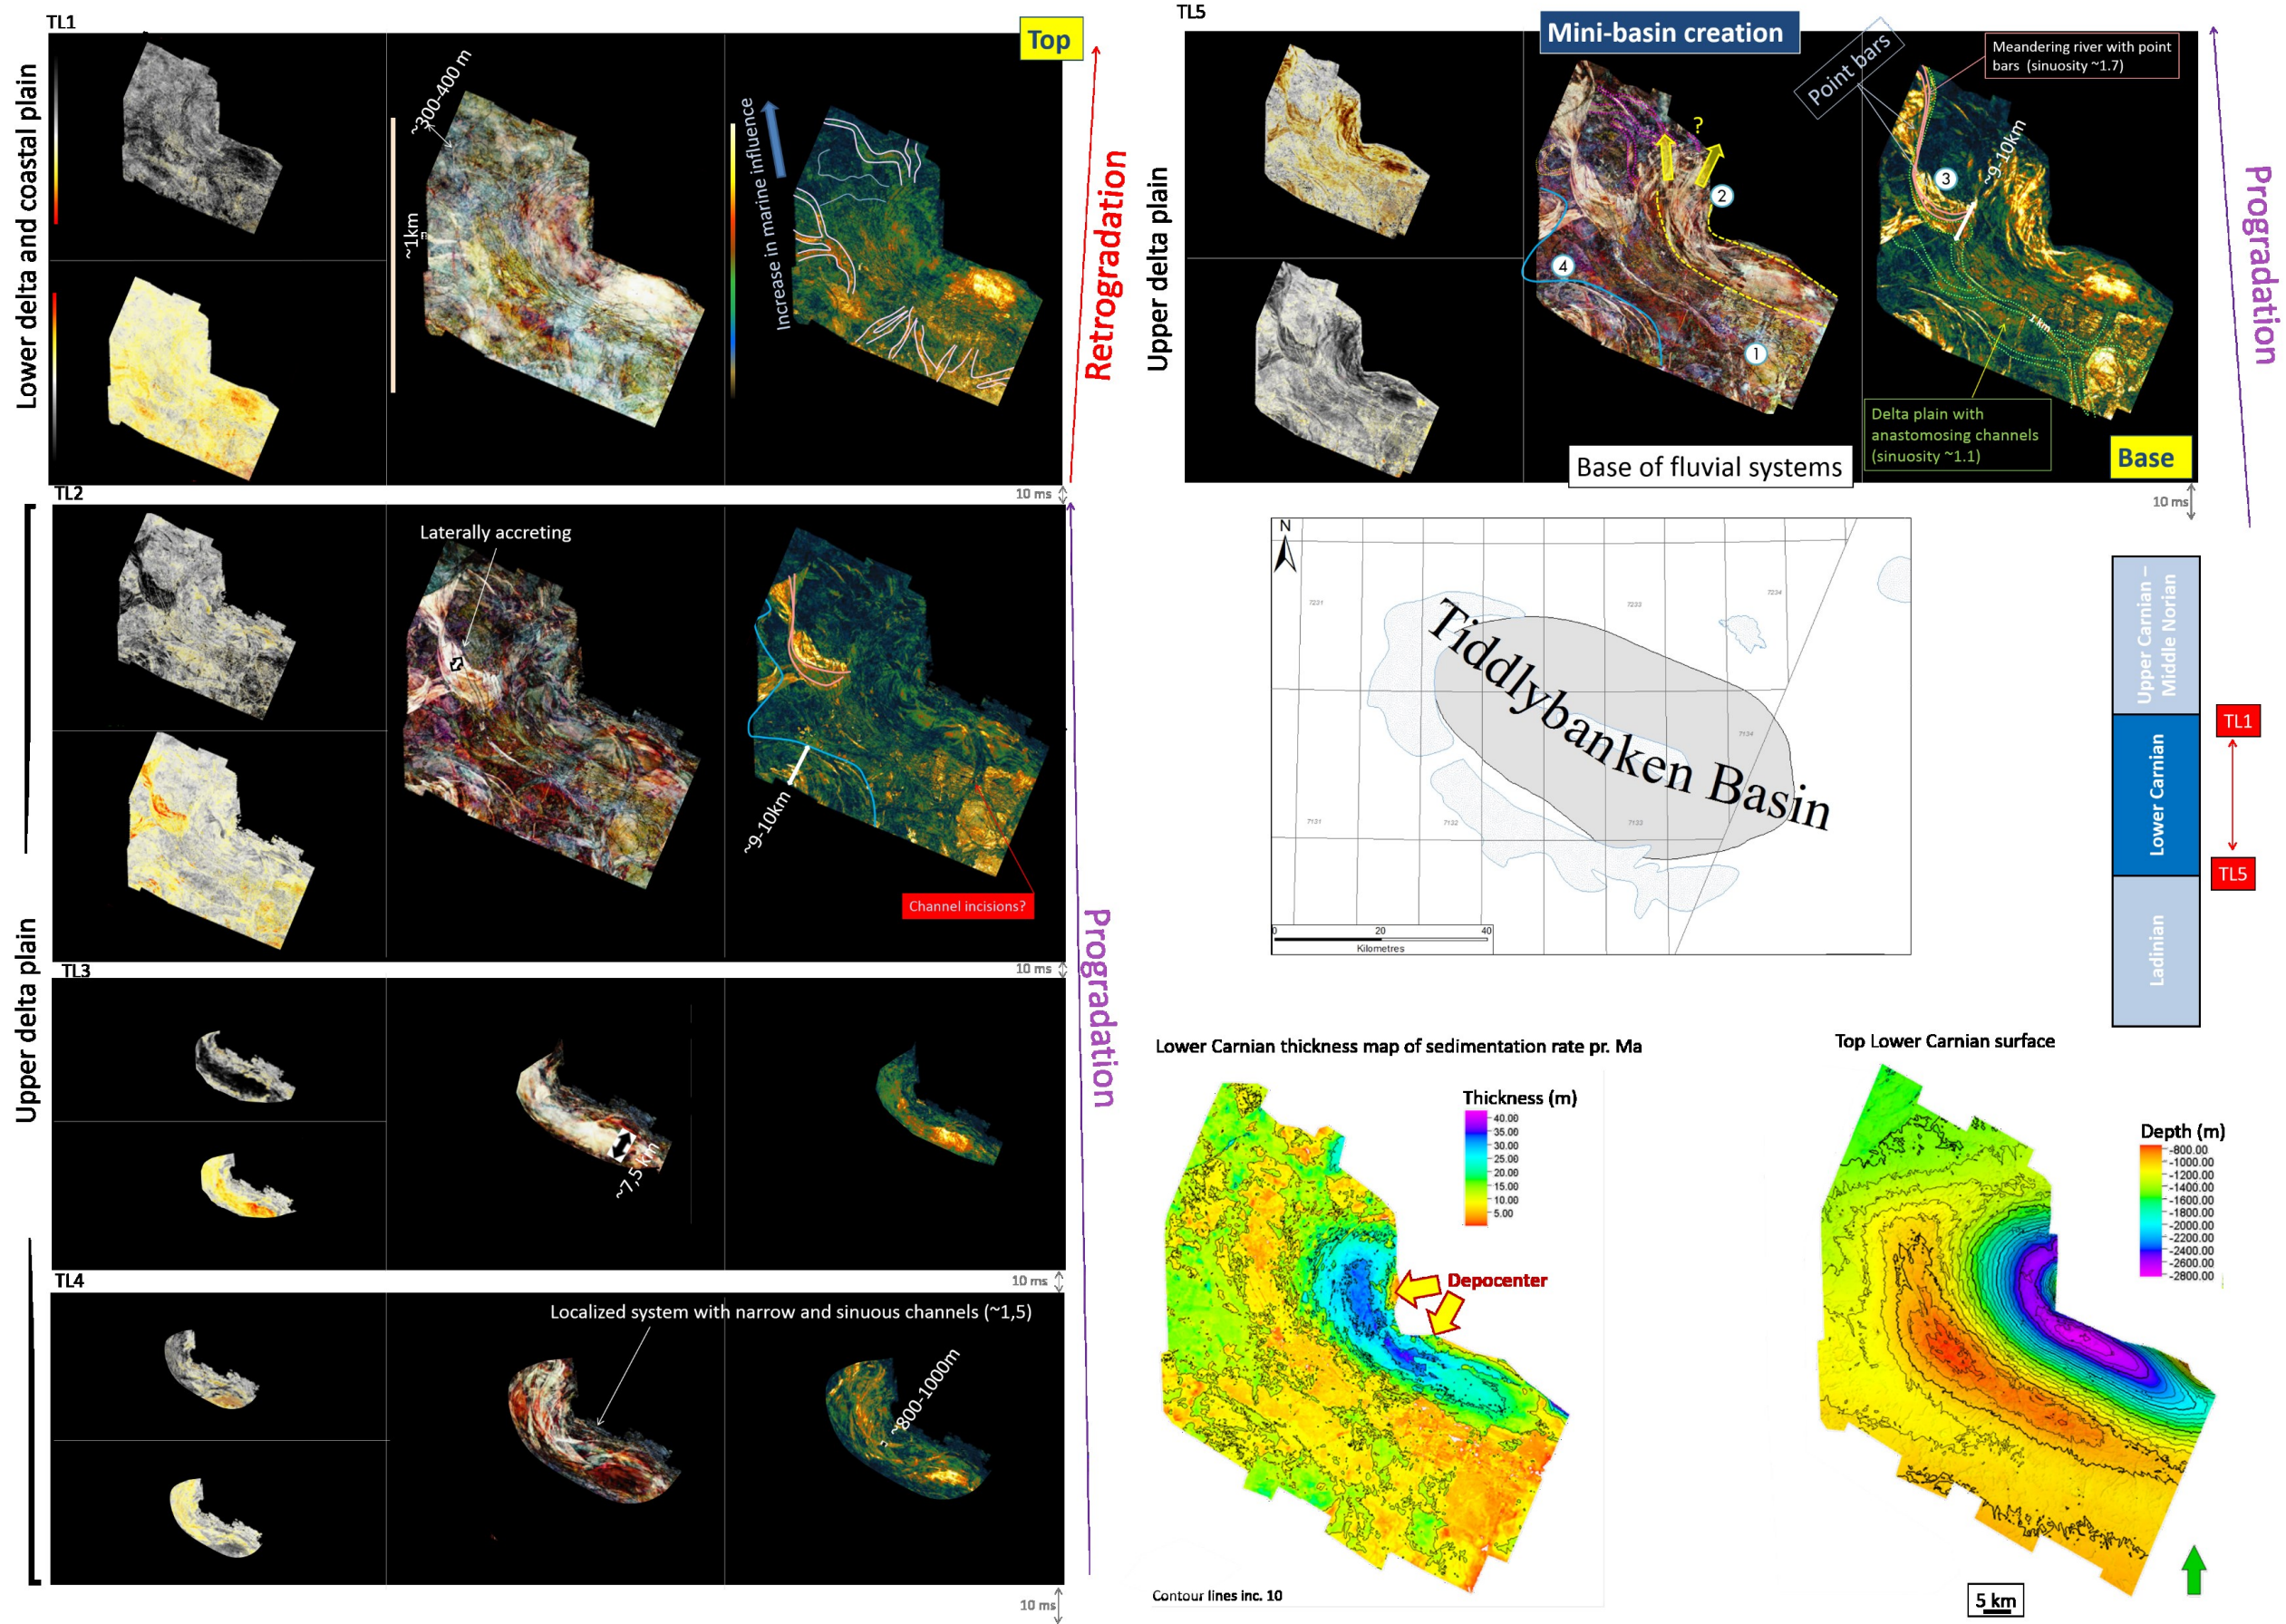 TL1
Top
Lower delta and coastal plain
~300-400 m
~1km
Increase in marine influence
Retrogradation
10 ms
TL2
Laterally accreting
~9-10km
Channel incisions?
Upper delta plain
Progradation
10 ms
TL3
~7,5 km
10 ms
TL4
Localized system with narrow and sinuous channels (~1,5)
~800-1000m
10 ms
TL5
Mini-basin creation
Upper delta plain
?
1
2
4
Base of fluvial systems
Point bars
Meandering river with point
bars (sinuosity ~1.7)
3
~9-10km
1 km
Delta plain with
anastomosing channels
(sinuosity ~1.1)
Base
Progradation
10 ms
N
7231
7233
7234
7134
7131
7132
7133
Tiddlybanken Basin
0 20 40
Kilometres
Upper Carnian –
Middle Norian
Lower Carnian
Ladinian
TL1
TL5
Lower Carnian thickness map of sedimentation rate pr. Ma
Thickness (m)
40.00
35.00
30.00
25.00
20.00
15.00
10.00
5.00
Depocenter
Contour lines inc. 10
Top Lower Carnian surface
Depth (m)
-800.00
-1000.00
-1200.00
-1400.00
-1600.00
-1800.00
-2000.00
-2200.00
-2400.00
-2600.00
-2800.00
5 km